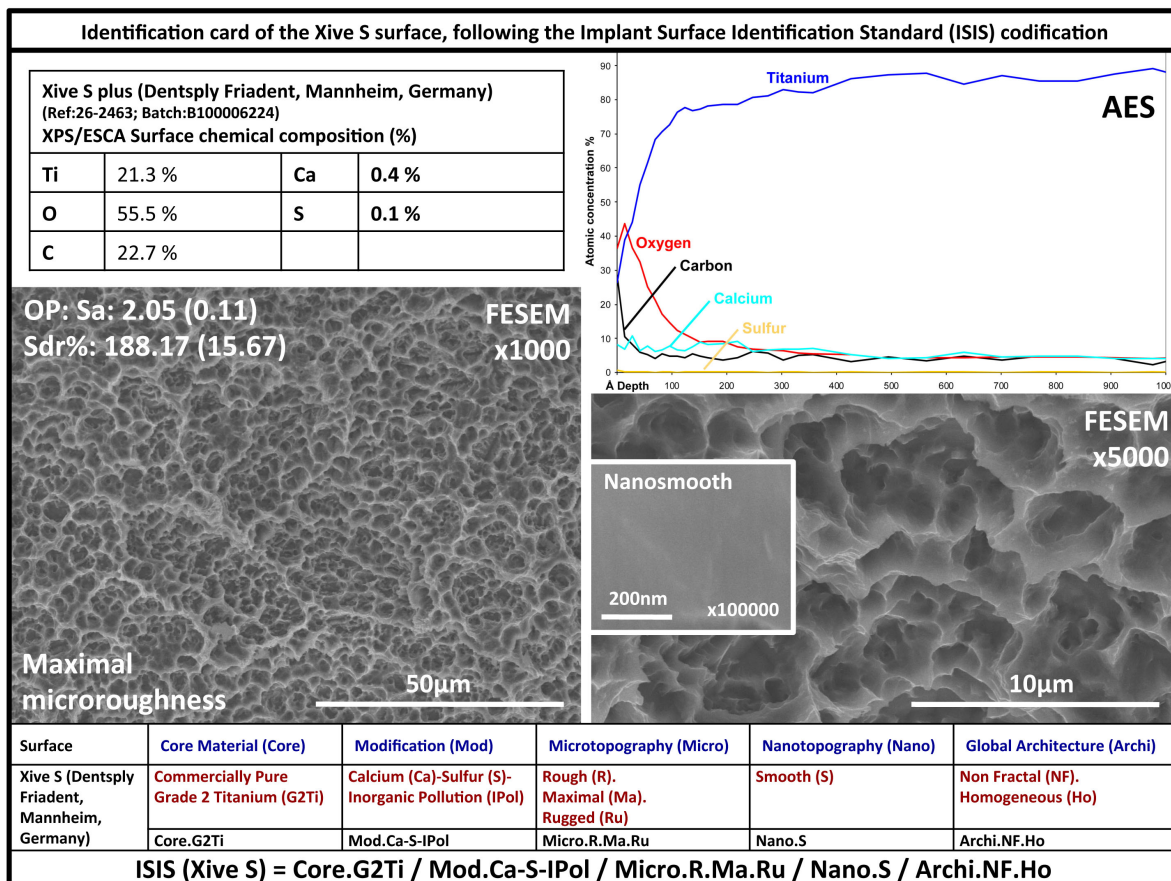 Identification card of the Xive S surface, following the Implant Surface Identification Standard (ISIS) codification
Xive S plus (Dentsply Friadent, Mannheim, Germany)
(Ref:26-2463; Batch:B100006224)
XPS/ESCA Surface chemical composition (%)
Ti 21.3 % Ca 0.4 %
O 55.5 % S 0.1 %
C 22.7 %
AES
Atomic concentration %
90
80
70
60
50
40
30
20
10
0
Titanium
Oxygen
Carbon
Calcium
Sulfur
Å Depth 100 200 300 400 500 600 700 800 900 100
OP: Sa: 2.05 (0.11)
Sdr%: 188.17 (15.67)
FESEM
x1000
Maximal
microroughness
50µm
FESEM
x5000
Nanosmooth
200nm
x100000
10µm
Surface Core Material (Core) Modification (Mod) Microtopography (Micro) Nanotopography (Nano) Global Architecture (Archi)
Xive S (Dentsply
Friadent,
Mannheim,
Germany)
Commercially Pure
Grade 2 Titanium (G2Ti)
Calcium (Ca)-Sulfur (S)-
Inorganic Pollution (IPol)
Rough (R).
Maximal (Ma).
Rugged (Ru)
Smooth (S)
Non Fractal (NF).
Homogeneous (Ho)
Core.G2Ti Mod.Ca-S-IPol Micro.R.Ma.Ru Nano.S Archi.NF.Ho
ISIS (Xive S) = Core.G2Ti / Mod.Ca-S-IPol / Micro.R.Ma.Ru / Nano.S / Archi.NF.Ho